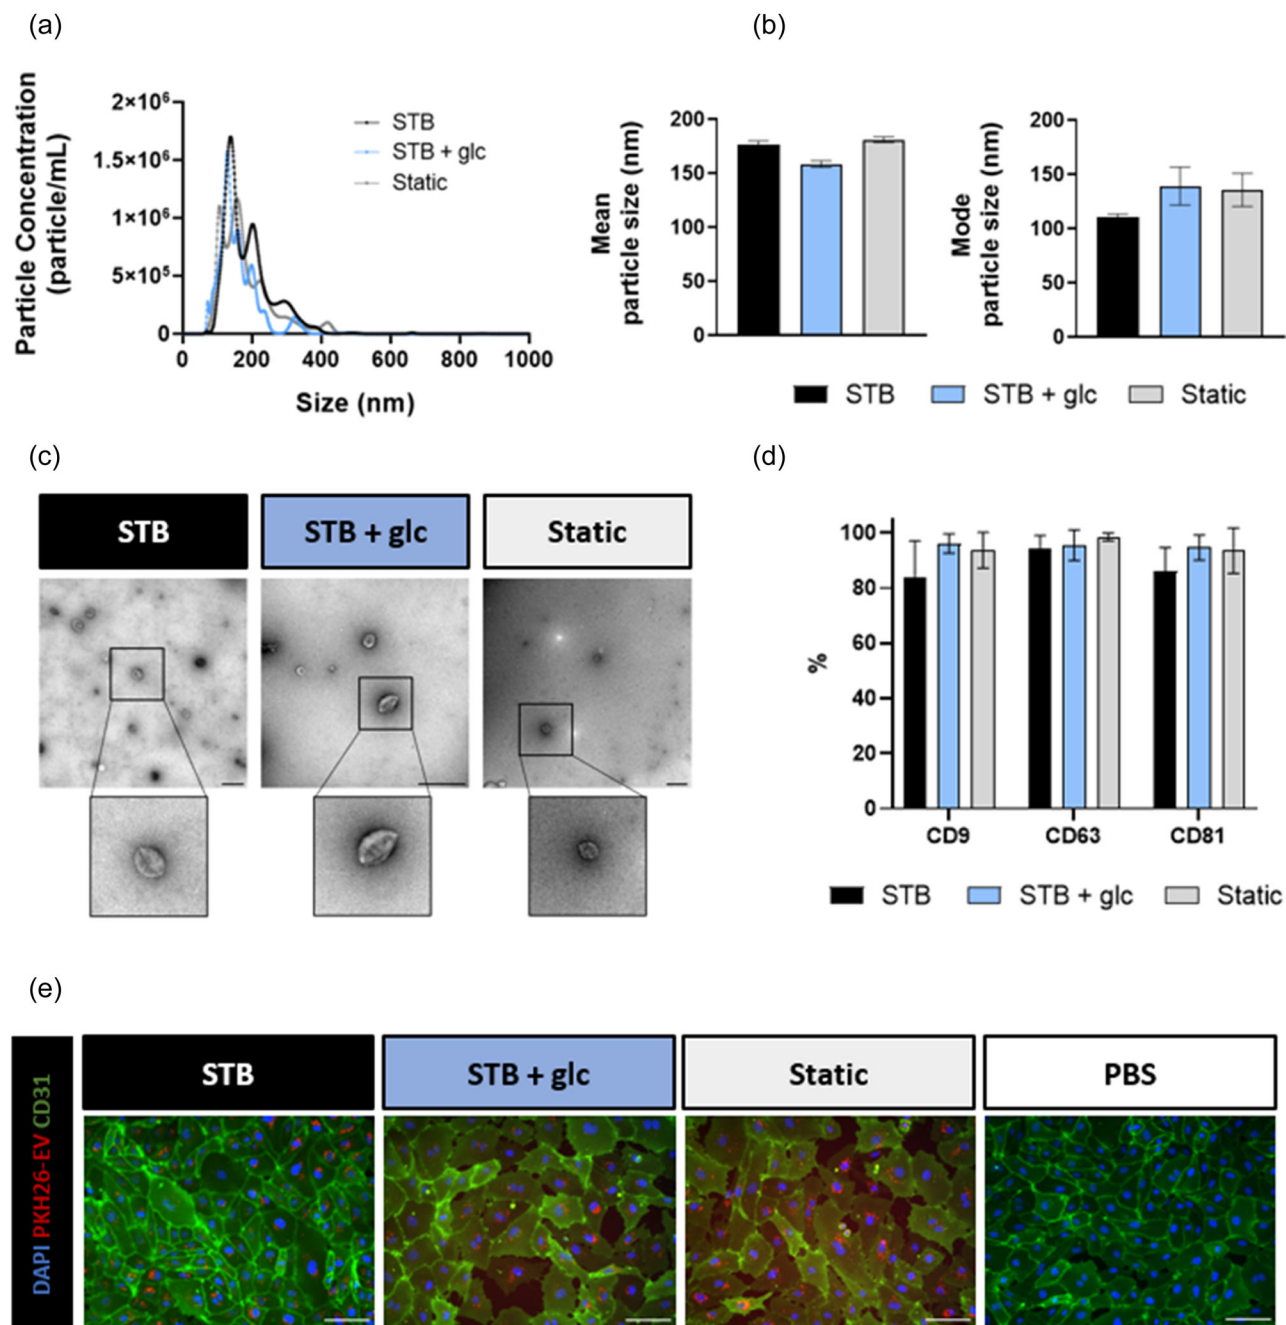 (a)
Particle Concentration
(particle/mL)
2×10⁶
1.5×10⁶
1×10⁶
5×10⁵
0
0 200 400 600 800 1000
Size (nm)
STB
STB + glc
Static
(b)
Mean
particle size (nm)
200
150
100
50
0
Mode
particle size (nm)
200
150
100
50
0
STB STB + glc Static
(c)
STB STB + glc Static
(d)
%
100
80
60
40
20
0
CD9 CD63 CD81
STB STB + glc Static
(e)
DAPI PKH26-EV CD31
STB STB + glc Static PBS